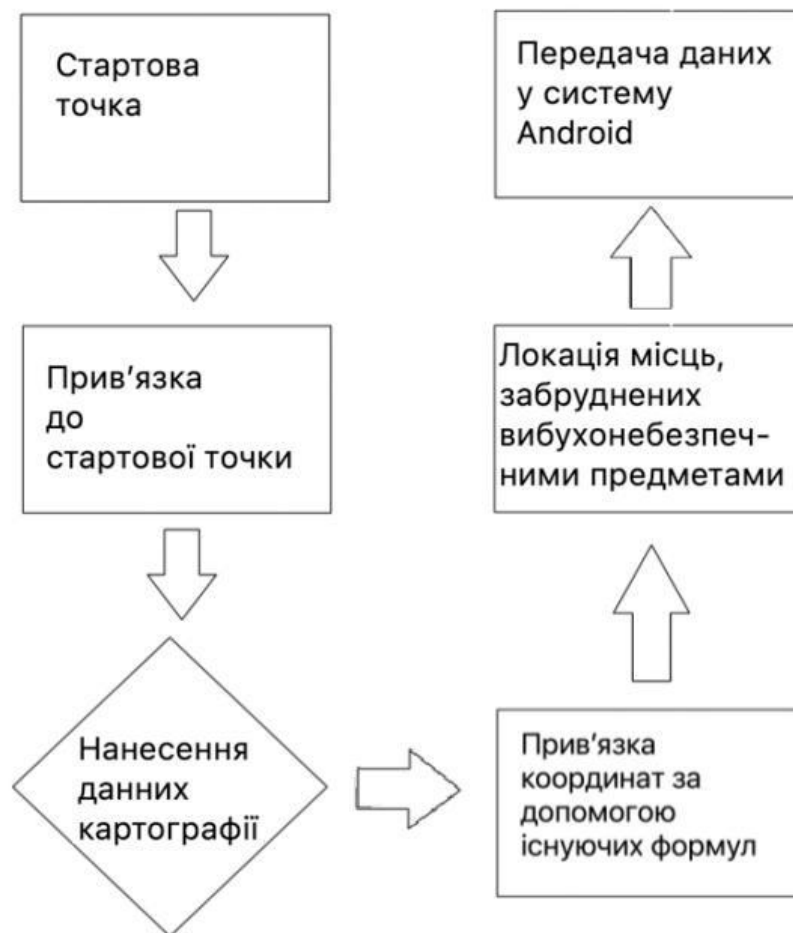 Стартова
точка
Прив’язка
до
стартової точки
Нанесення
данних
картографії
Прив’язка
координат за
допомогою
існуючих формул
Локація місць,
забруднених
вибухонебезпеч-
ними предметами
Передача даних
у систему
Android